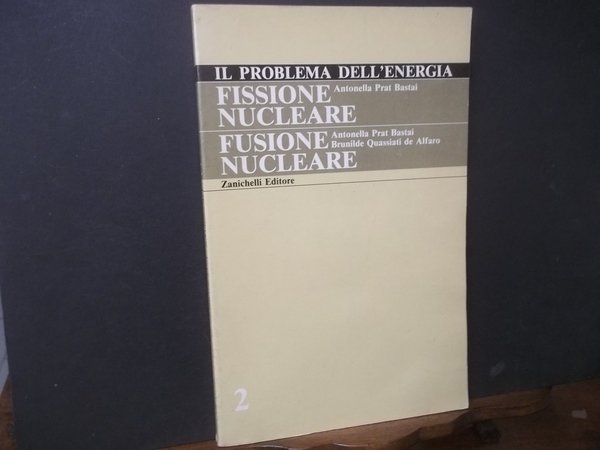 IL PROBLEMA DELL'ENERGIA
FISSIONE Antonella Prat Bastai
NUCLEARE
FUSIONE Antonella Prat Bastai
Brunilde Quassiati de Alfaro
NUCLEARE
Zanichelli Editore
2